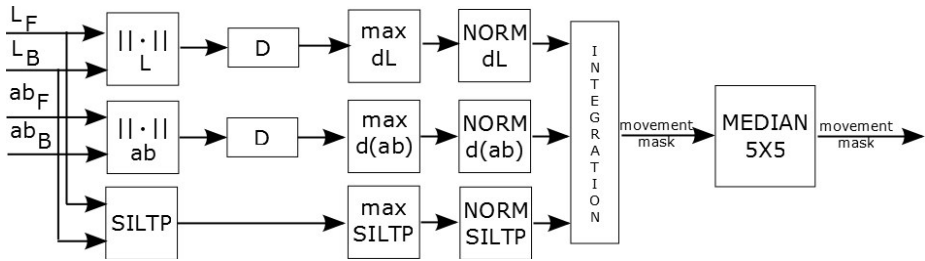 L_F
L_B
ab_F
ab_B
||·||
L
D
max
dL
NORM
dL
||·||
ab
D
max
d(ab)
NORM
d(ab)
SILTP
max
SILTP
NORM
SILTP
INTEGRATION
movement
mask
MEDIAN
5X5
movement
mask